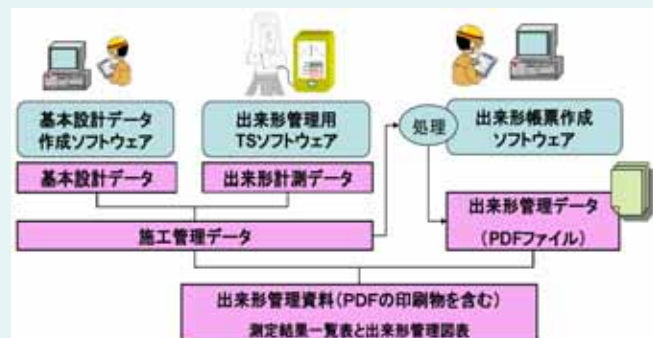 基本設計データ
作成ソフトウェア
出来形管理用
TSソフトウェア
処理
出来形帳票作成
ソフトウェア
基本設計データ
出来形計測データ
施工管理データ
出来形管理データ
(PDFファイル)
出来形管理資料(PDFの印刷物を含む)
測定結果一覧表と出来形管理図表